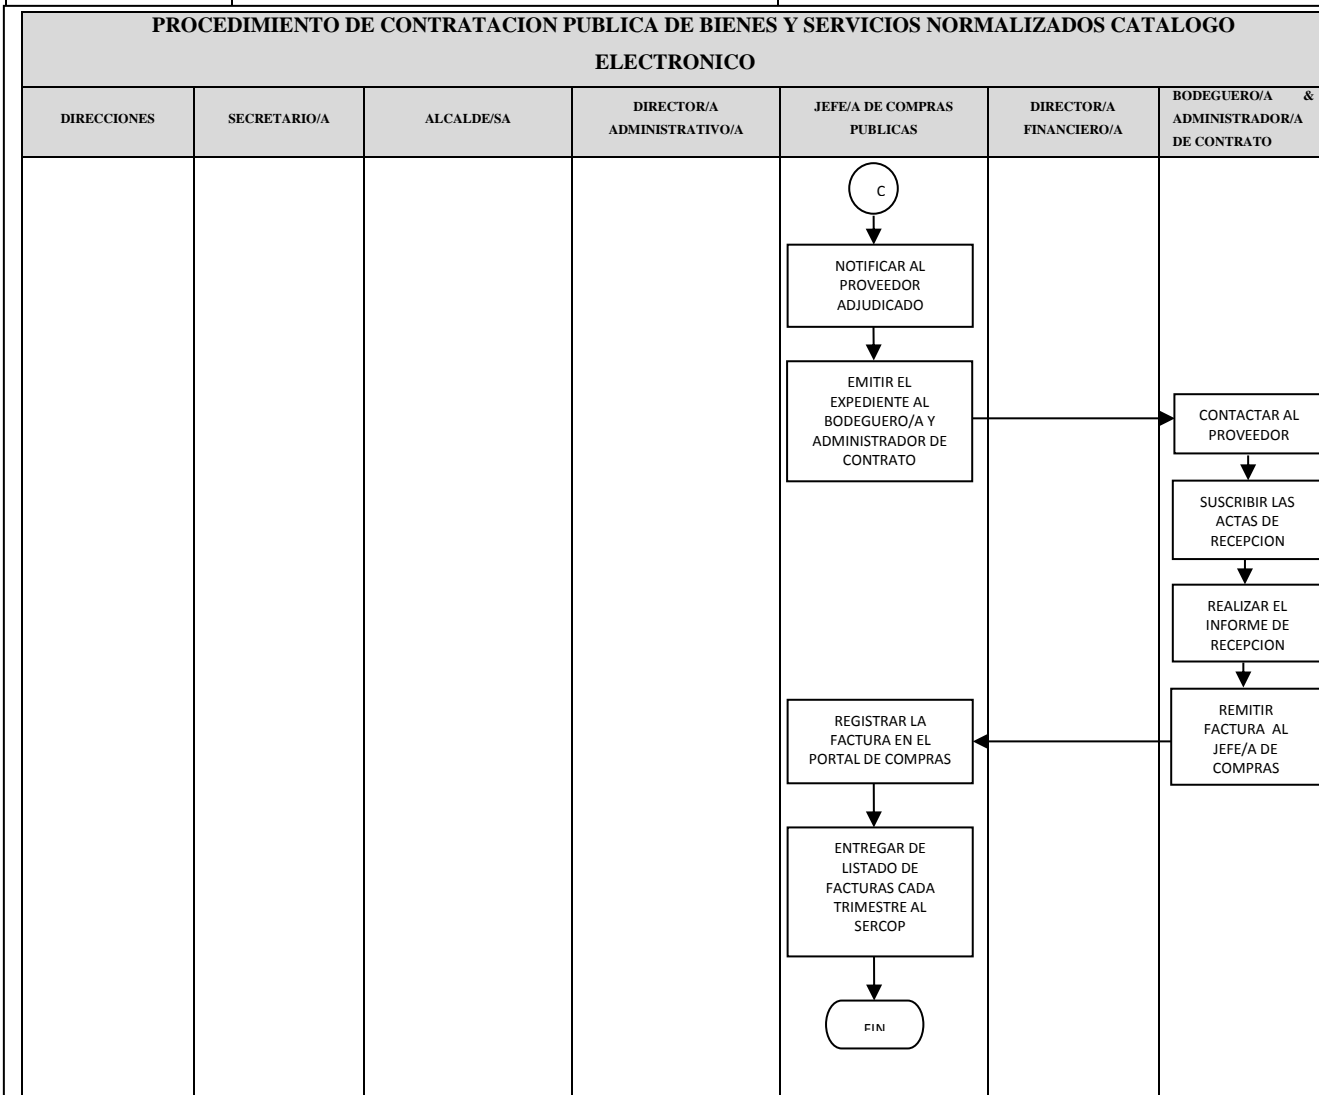 PROCEDIMIENTO DE CONTRATACION PUBLICA DE BIENES Y SERVICIOS NORMALIZADOS CATALOGO
ELECTRONICO
DIRECCIONES
SECRETARIO/A
ALCALDE/SA
DIRECTOR/A
ADMINISTRATIVO/A
JEFE/A DE COMPRAS
PUBLICAS
DIRECTOR/A
FINANCIERO/A
BODEGUERO/A &
ADMINISTRADOR/A
DE CONTRATO
C
NOTIFICAR AL
PROVEEDOR
ADJUDICADO
EMITIR EL
EXPEDIENTE AL
BODEGUERO/A Y
ADMINISTRADOR DE
CONTRATO
CONTACTAR AL
PROVEEDOR
SUSCRIBIR LAS
ACTAS DE
RECEPCION
REALIZAR EL
INFORME DE
RECEPCION
REMITIR
FACTURA AL
JEFE/A DE
COMPRAS
REGISTRAR LA
FACTURA EN EL
PORTAL DE COMPRAS
ENTREGAR DE
LISTADO DE
FACTURAS CADA
TRIMESTRE AL
SERCOP
FIN